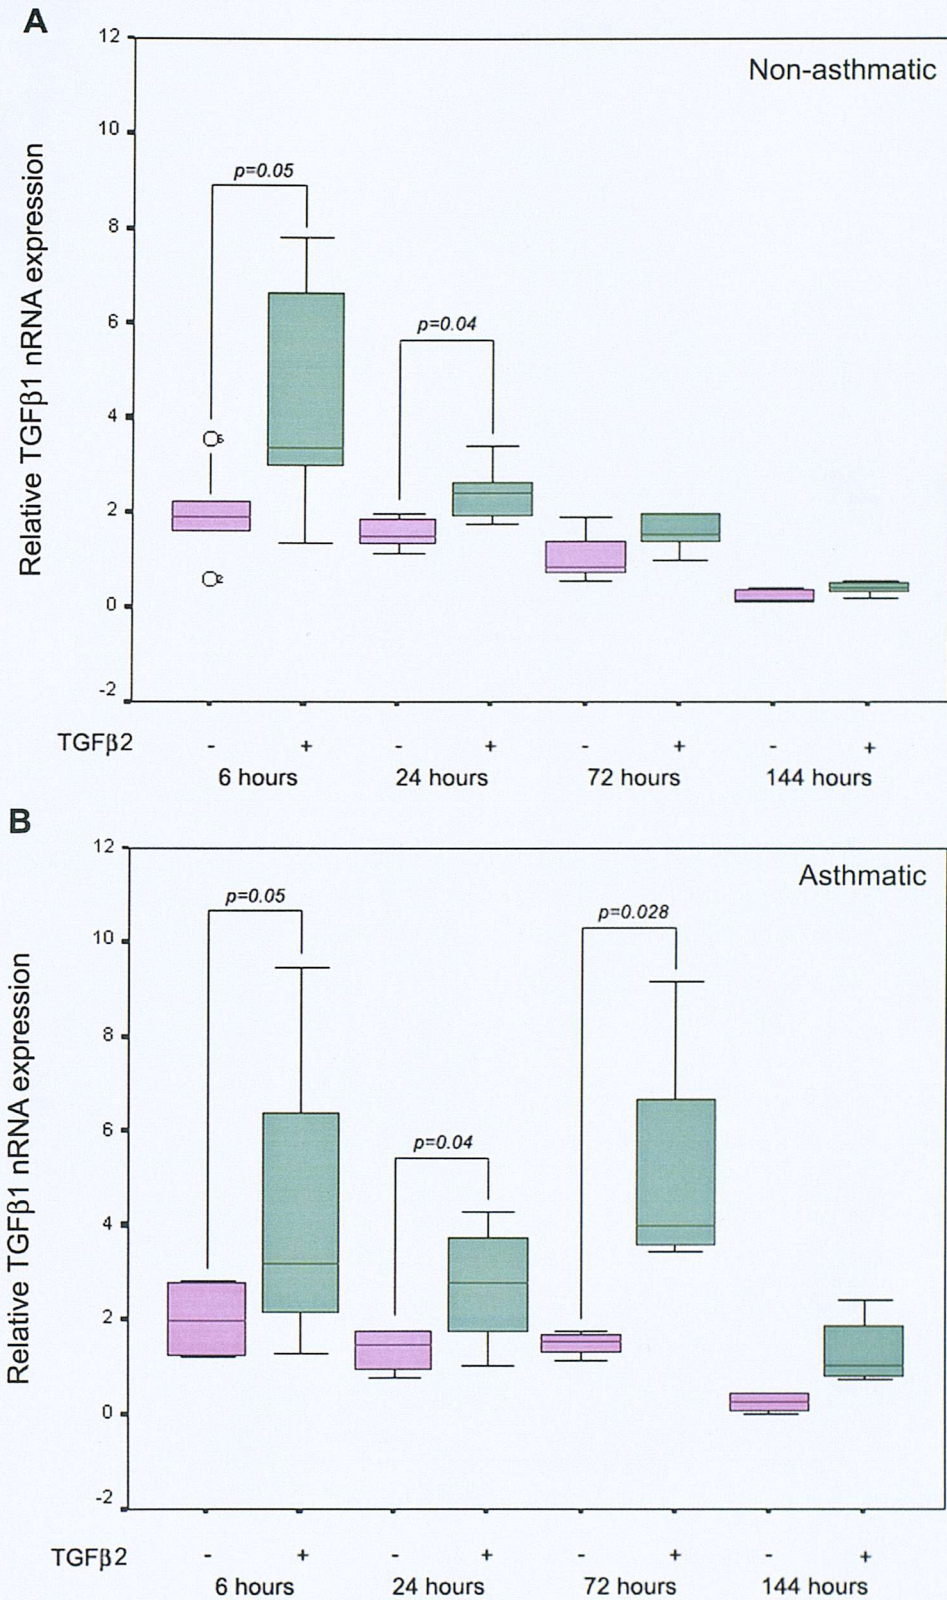 A
12
Non-asthmatic
10
p=0.05
8
6
p=0.04
4
5
2
2
0
-2
Relative TGFβ1 nRNA expression
TGFβ2 - + - + - + - +
6 hours 24 hours 72 hours 144 hours
B
12
Asthmatic
p=0.05
p=0.028
10
8
6
p=0.04
4
2
0
-2
Relative TGFβ1 nRNA expression
TGFβ2 - + - + - + - +
6 hours 24 hours 72 hours 144 hours